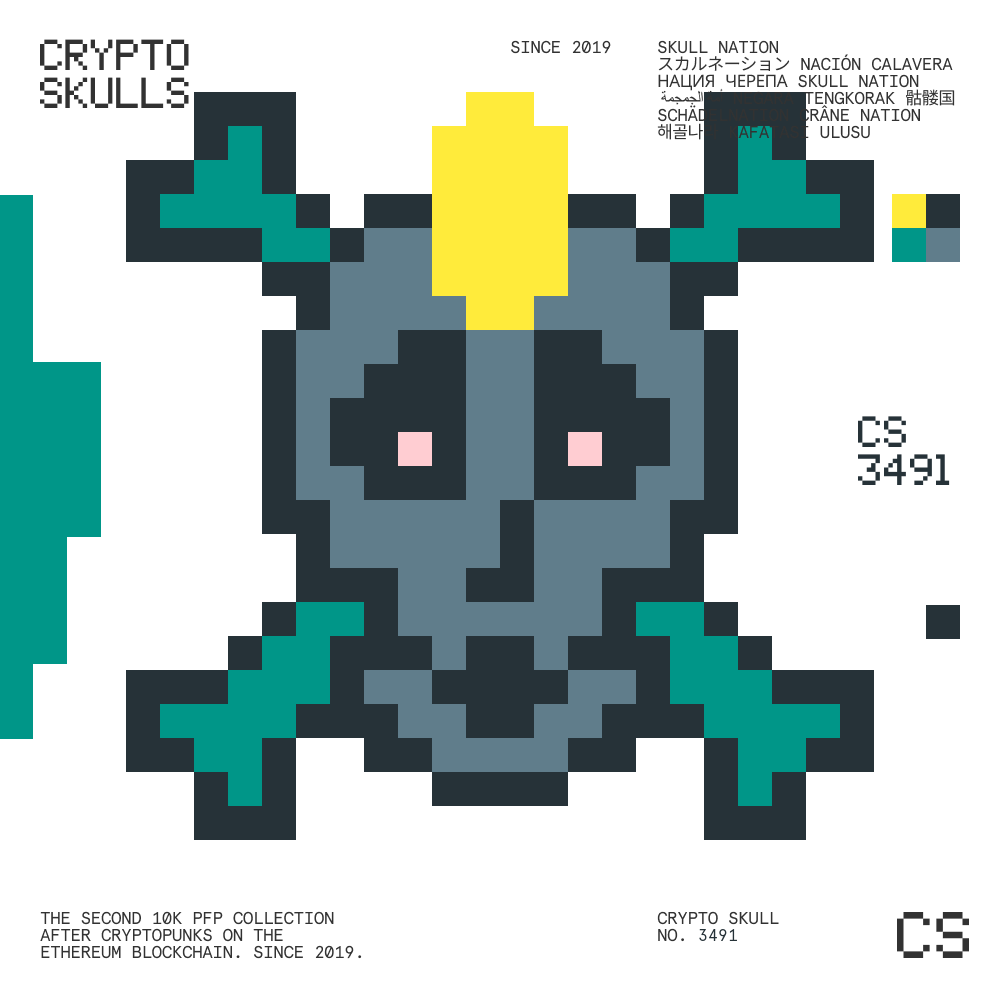 CRYPTO
SKULLS
SINCE 2019
SKULL NATION
スカルネーション NACIÓN CALAVERA
НАЦИЯ ЧЕРЕПА SKULL NATION
الجمجمة TENGKORAK 骷髅国
CRÂNE NATION
ULUSU
CS
3491
THE SECOND 10K PFP COLLECTION
AFTER CRYPTOPUNKS ON THE
ETHEREUM BLOCKCHAIN. SINCE 2019.
CRYPTO SKULL
NO. 3491
CS